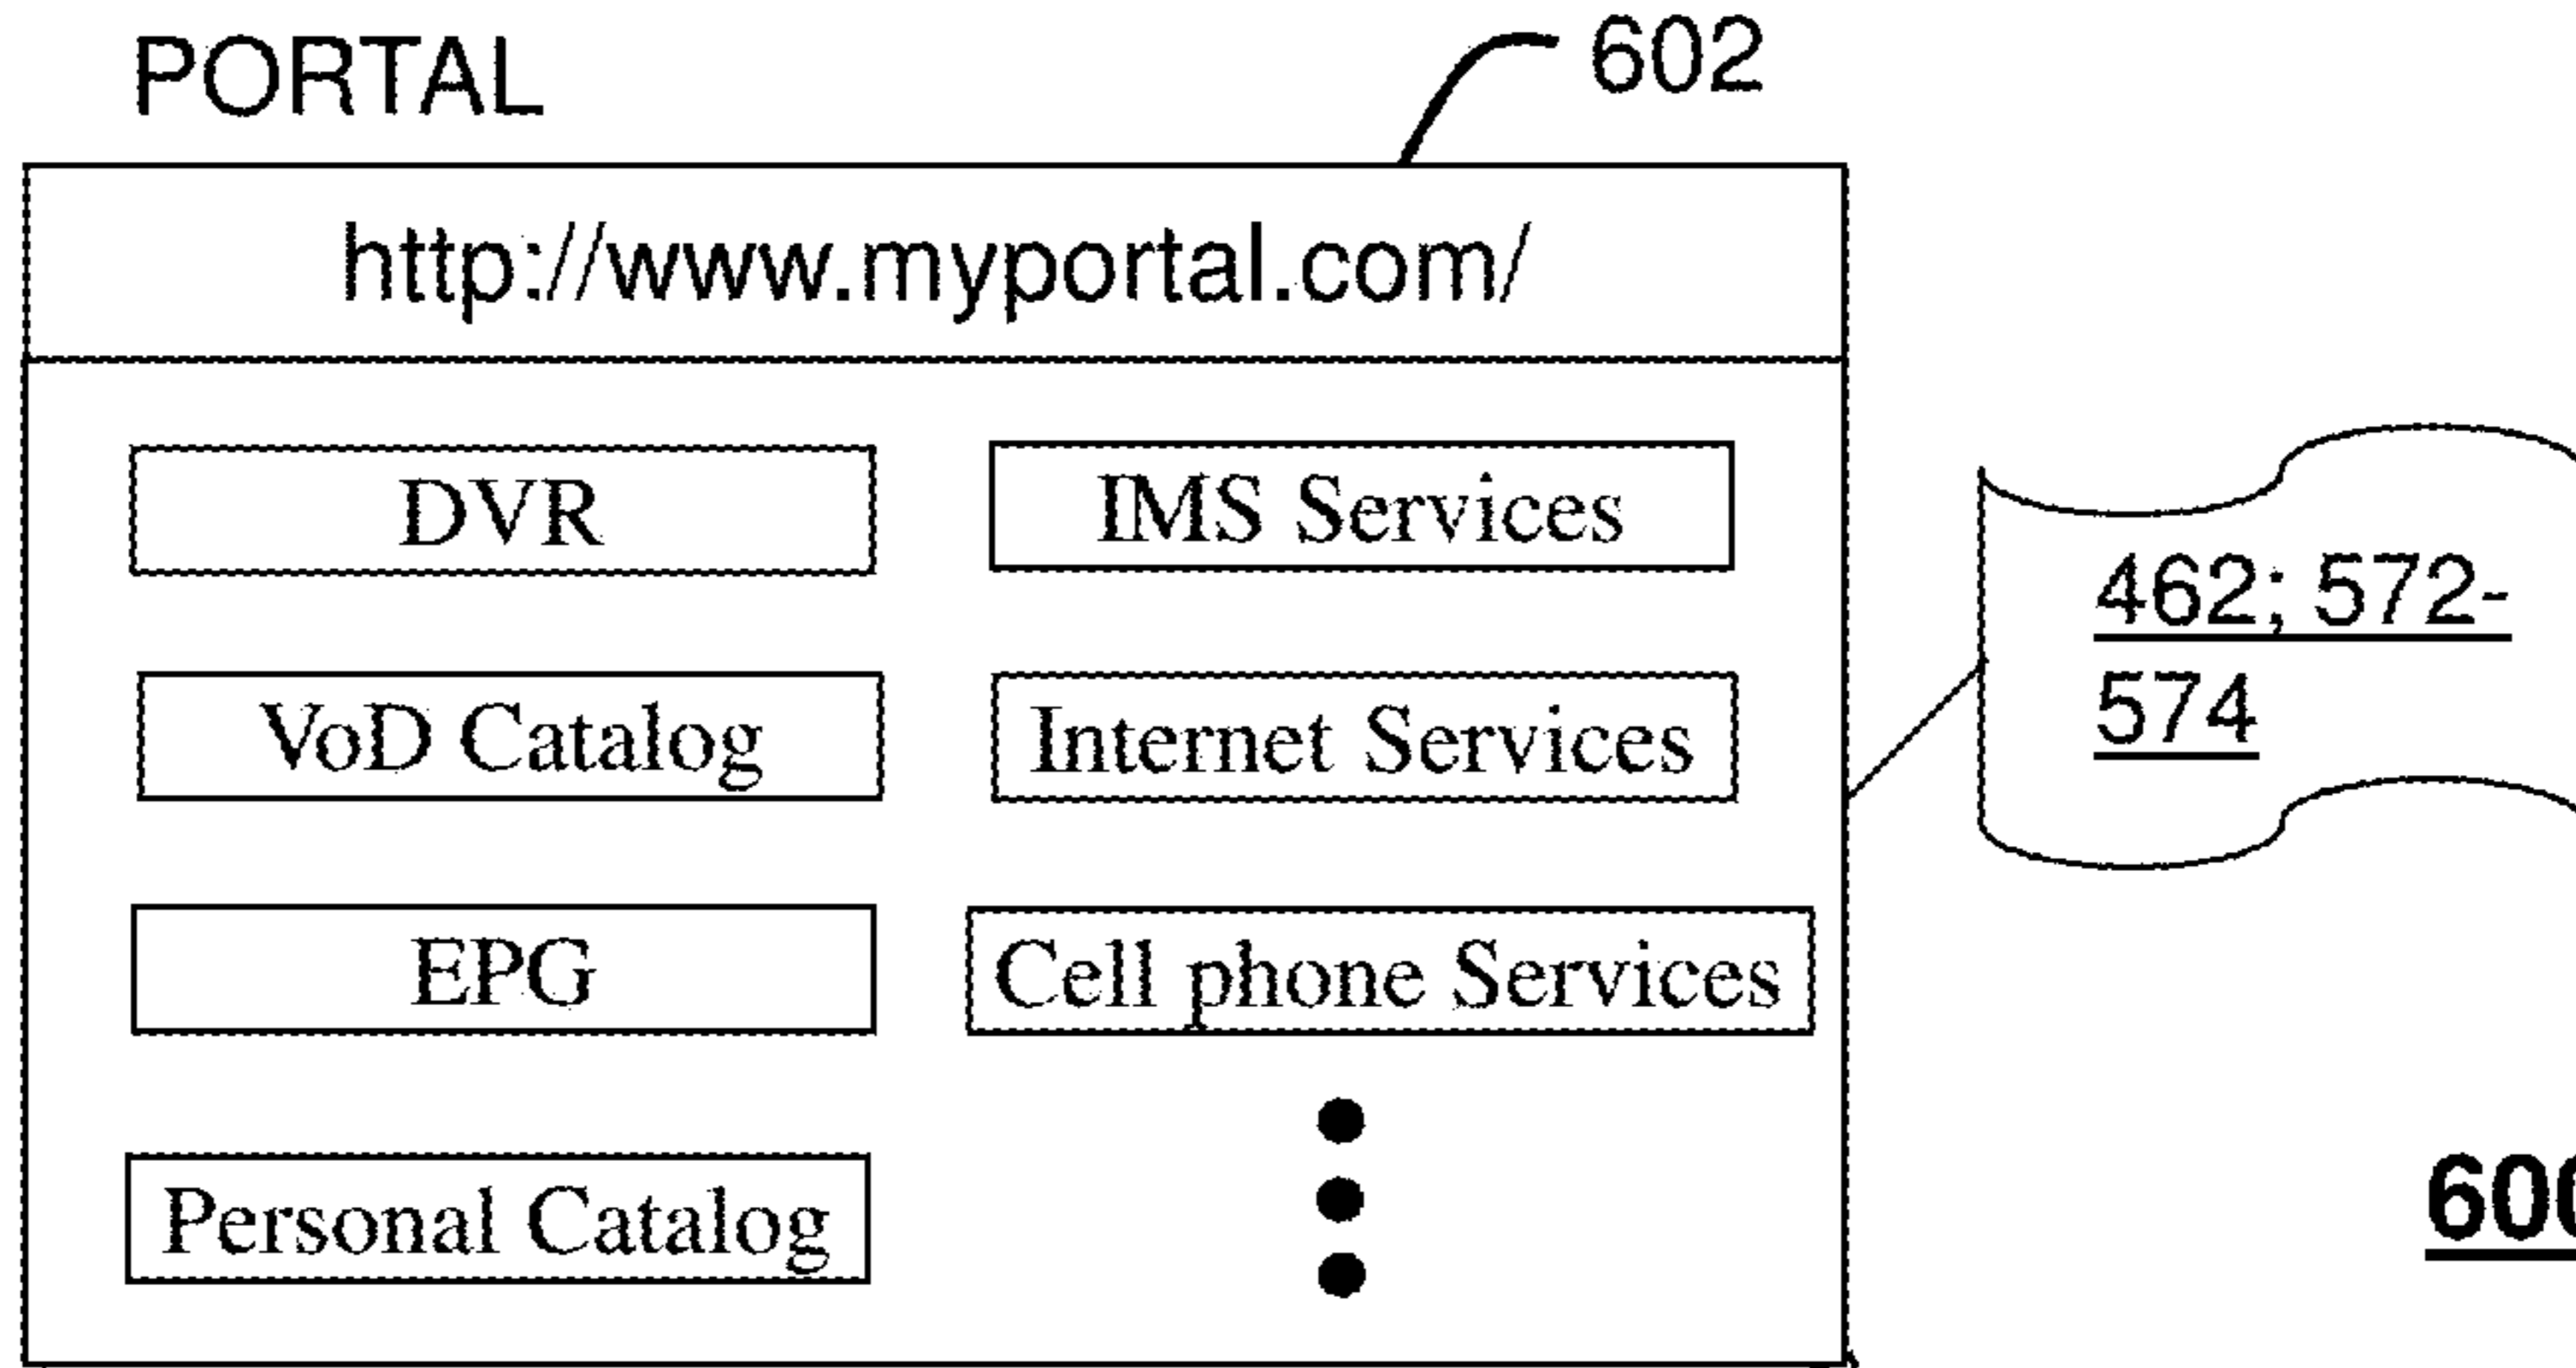 PORTAL
602
http://www.myportal.com/
DVR
IMS Services
VoD Catalog
Internet Services
EPG
Cell phone Services
Personal Catalog
462; 572-
574